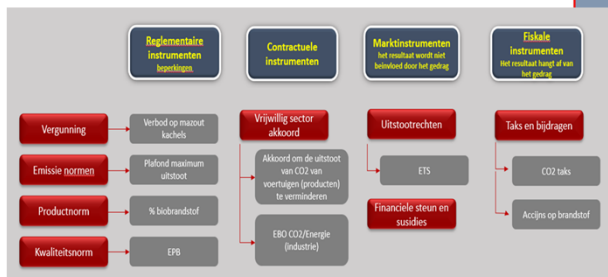 Reglementaire
instrumenten
beperkingen
Contractuele
instrumenten
Marktinstrumenten
het resultaat wordt niet
beinvloed door het gedrag
Fiskale
instrumenten
Het resultaat hangt af van
het gedrag
Vergunning
Verbod op mazout
kachels
Emissie normen
Plafond maximum
uitstoot
Productnorm
% biobrandstof
Kwaliteitsnorm
EPB
Vrijwillig sector
akkoord
Akkoord om de uitstoot
van CO2 van
voertuigen (producten)
te verminderen
EBO CO2/Energie
(industrie)
Uitstootrechten
ETS
Financiele steun en
susidies
Taks en bijdragen
CO2 taks
Accijns op brandstof